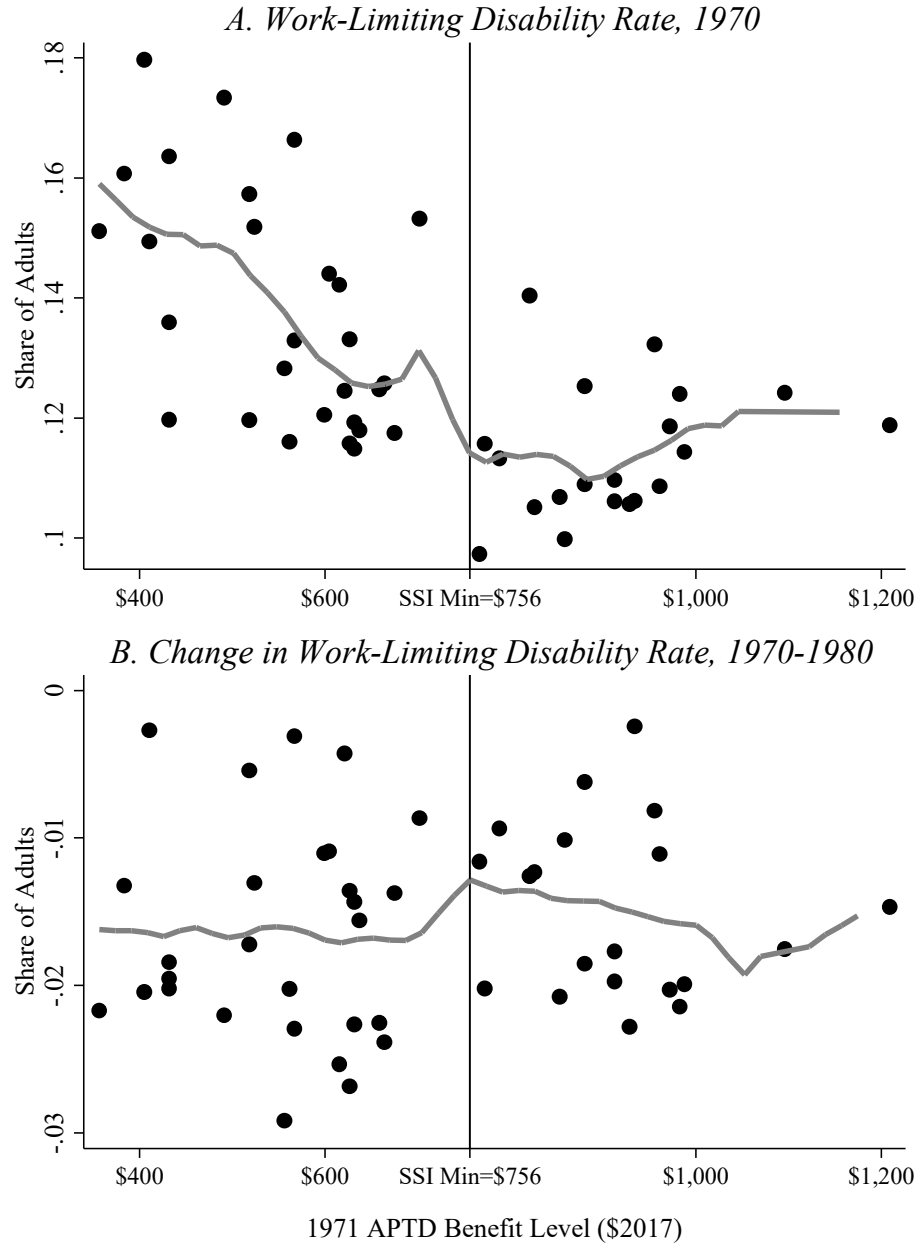 A. Work-Limiting Disability Rate, 1970
.18
.16
.14
.12
.1
Share of Adults
$400 $600 SSI Min=$756 $1,000 $1,200
B. Change in Work-Limiting Disability Rate, 1970-1980
0
-.01
-.02
-.03
Share of Adults
$400 $600 SSI Min=$756 $1,000 $1,200
1971 APTD Benefit Level ($2017)